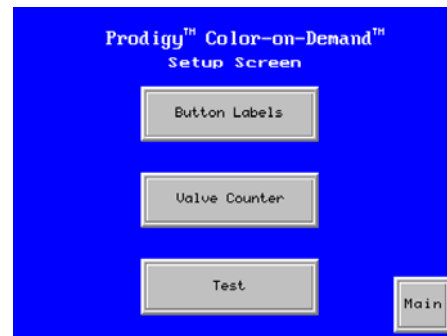 Prodigy™ Color-on-Demand™
Setup Screen
Button Labels
Valve Counter
Test
Main